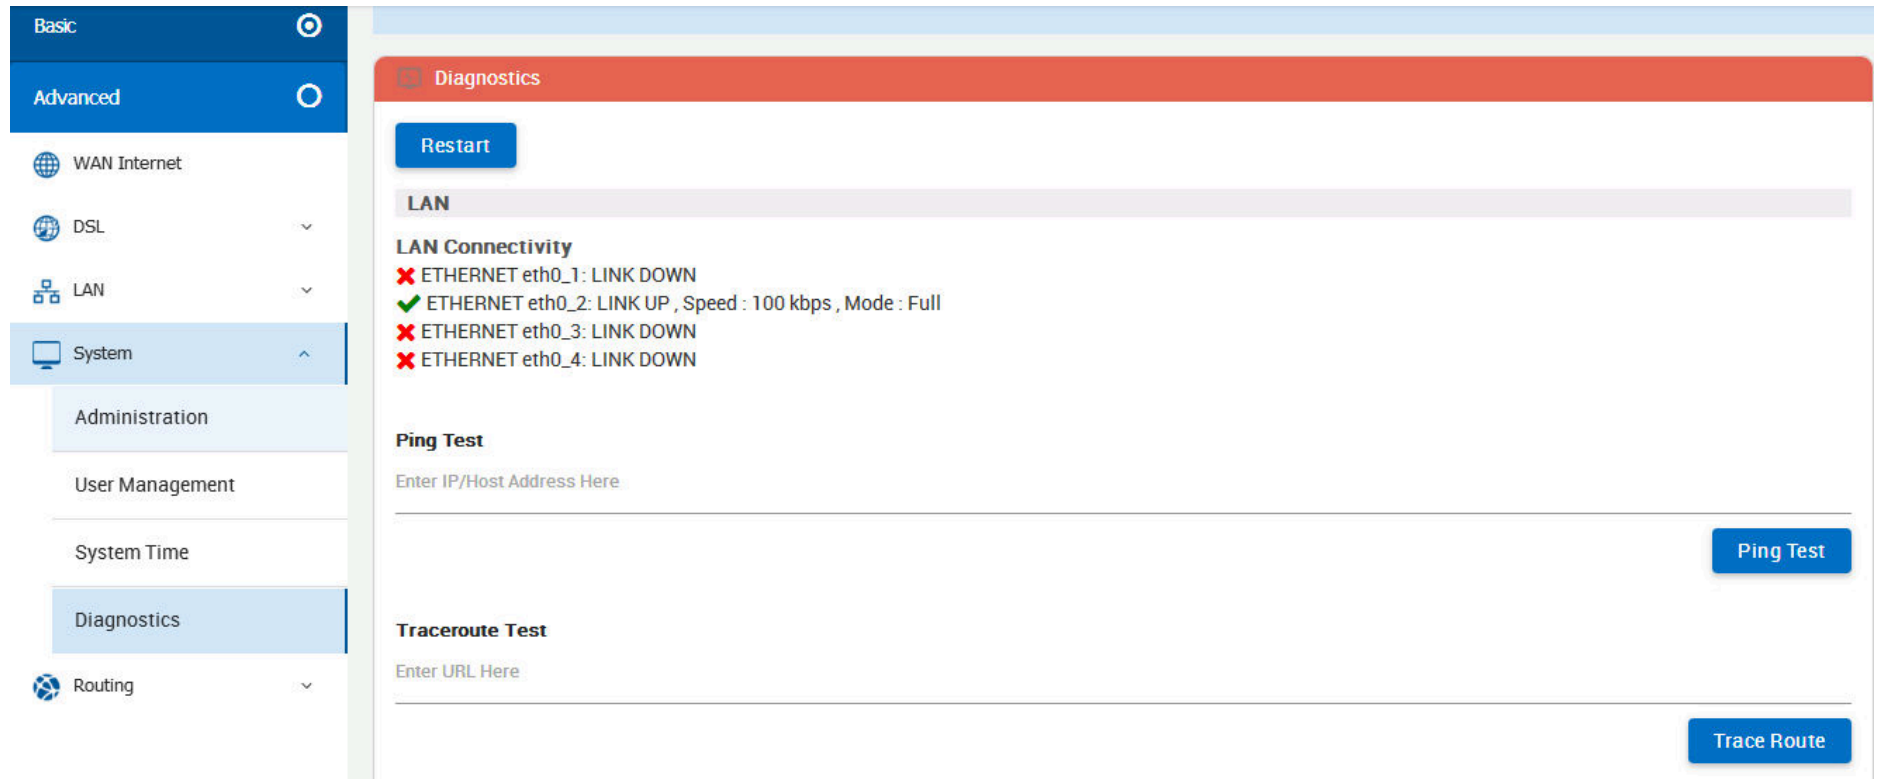 Basic
Advanced
WAN Internet
DSL
LAN
System
Administration
User Management
System Time
Diagnostics
Routing
Diagnostics
Restart
LAN
LAN Connectivity
ETHERNET eth0_1: LINK DOWN
ETHERNET eth0_2: LINK UP , Speed : 100 kbps , Mode : Full
ETHERNET eth0_3: LINK DOWN
ETHERNET eth0_4: LINK DOWN
Ping Test
Enter IP/Host Address Here
Ping Test
Traceroute Test
Enter URL Here
Trace Route